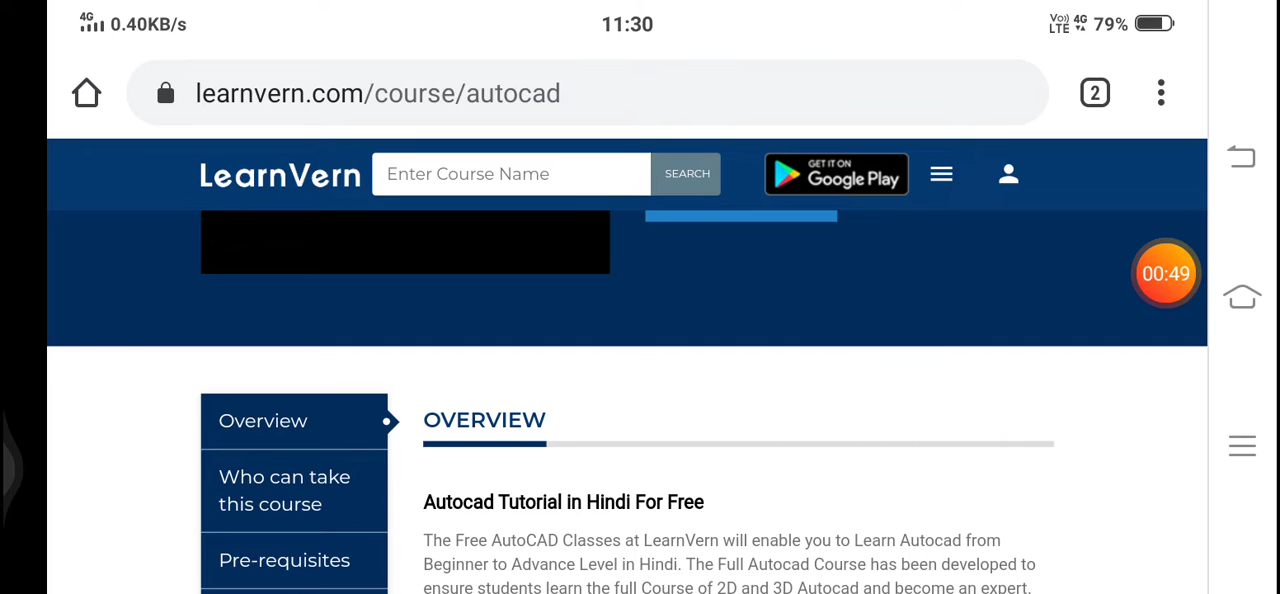 4G 0.40KB/s 11:30 Vo)) LTE 4G 79%
learnvern.com/course/autocad 2
LearnVern Enter Course Name SEARCH GET IT ON Google Play
00:49
Overview
Who can take
this course
Pre-requisites
OVERVIEW
Autocad Tutorial in Hindi For Free
The Free AutoCAD Classes at LearnVern will enable you to Learn Autocad from
Beginner to Advance Level in Hindi. The Full Autocad Course has been developed to
ensure students learn the full Course of 2D and 3D Autocad and become an expert.